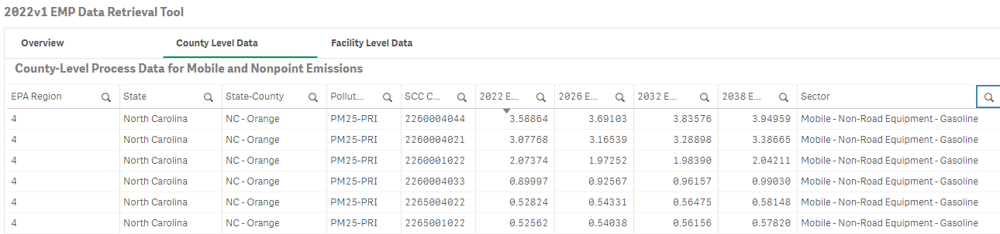 2022v1 EMP Data Retrieval Tool
Overview County Level Data Facility Level Data
County-Level Process Data for Mobile and Nonpoint Emissions
EPA Region State State-County Pollut... SCC C... 2022 E... 2026 E... 2032 E... 2038 E... Sector
4 North Carolina NC - Orange PM25-PRI 2260004044 3.58864 3.69103 3.83576 3.94959 Mobile - Non-Road Equipment - Gasoline
4 North Carolina NC - Orange PM25-PRI 2260004021 3.07768 3.16539 3.28898 3.38665 Mobile - Non-Road Equipment - Gasoline
4 North Carolina NC - Orange PM25-PRI 2260001022 2.07374 1.97252 1.98390 2.04211 Mobile - Non-Road Equipment - Gasoline
4 North Carolina NC - Orange PM25-PRI 2260004033 0.89997 0.92567 0.96157 0.99030 Mobile - Non-Road Equipment - Gasoline
4 North Carolina NC - Orange PM25-PRI 2265004022 0.52824 0.54331 0.56475 0.58148 Mobile - Non-Road Equipment - Gasoline
4 North Carolina NC - Orange PM25-PRI 2265001022 0.52562 0.54038 0.56156 0.57820 Mobile - Non-Road Equipment - Gasoline